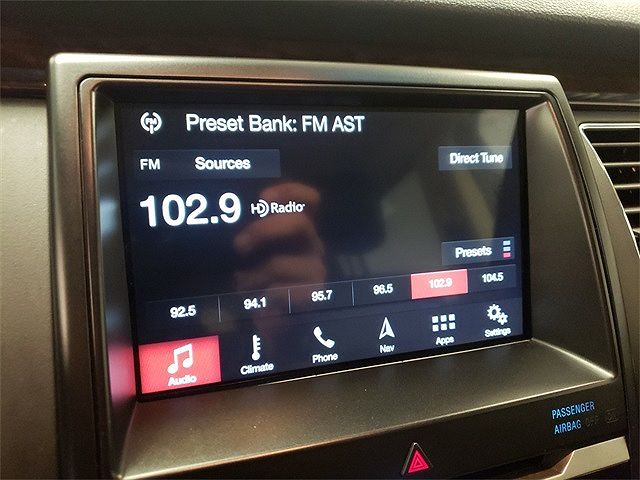 Preset Bank: FM AST
FM Sources Direct Tune
102.9 HD Radio
Presets
92.5 94.1 95.7 96.5 102.9 104.5
Audio Climate Phone Nav Apps Settings
PASSENGER
AIRBAG OFF